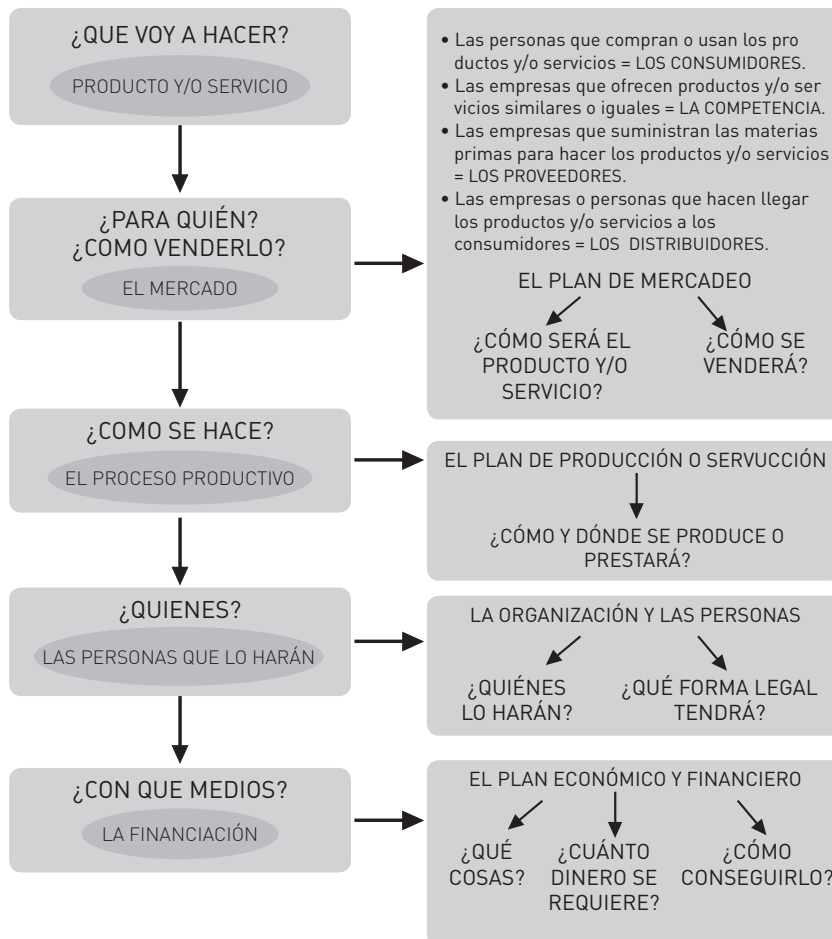 ¿QUE VOY A HACER?
PRODUCTO Y/O SERVICIO
¿PARA QUIÉN?
¿COMO VENDERLO?
EL MERCADO
• Las personas que compran o usan los pro
ductos y/o servicios = LOS CONSUMIDORES.
• Las empresas que ofrecen productos y/o ser
vicios similares o iguales = LA COMPETENCIA.
• Las empresas que suministran las materias
primas para hacer los productos y/o servicios
= LOS PROVEEDORES.
• Las empresas o personas que hacen llegar
los productos y/o servicios a los
consumidores = LOS DISTRIBUIDORES.
EL PLAN DE MERCADEO
¿CÓMO SERÁ EL
PRODUCTO Y/O
SERVICIO?
¿CÓMO SE
VENDERÁ?
¿COMO SE HACE?
EL PROCESO PRODUCTIVO
EL PLAN DE PRODUCCIÓN O SERVUCCIÓN
¿CÓMO Y DÓNDE SE PRODUCE O
PRESTARÁ?
¿QUIENES?
LAS PERSONAS QUE LO HARÁN
LA ORGANIZACIÓN Y LAS PERSONAS
¿QUIÉNES
LO HARÁN?
¿QUÉ FORMA LEGAL
TENDRÁ?
¿CON QUE MEDIOS?
LA FINANCIACIÓN
EL PLAN ECONÓMICO Y FINANCIERO
¿QUÉ
COSAS?
¿CUÁNTO
DINERO SE
REQUIERE?
¿CÓMO
CONSEGUIRLO?